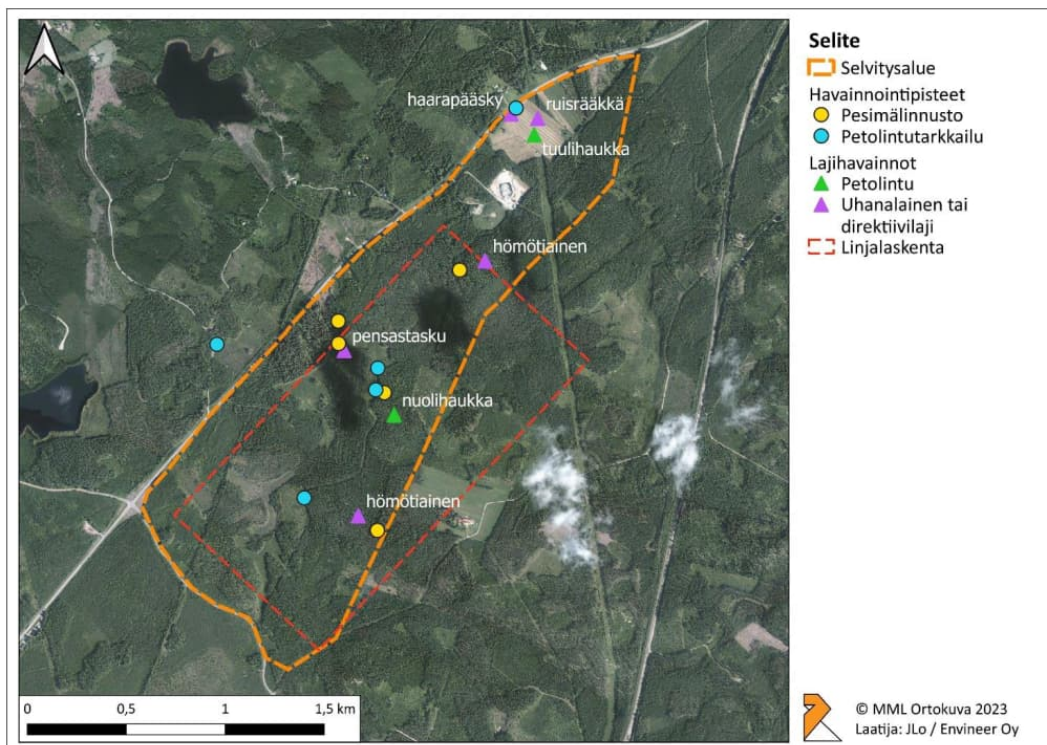 haarapääsky
ruisrääkkä
tuulihaukka
hömötiainen
pensastasku
nuolihaukka
hömötiainen
0 0,5 1 1,5 km
Selite
Selvitysalue
Havainnointipisteet
Pesimälinnusto
Petolintutarkkailu
Lajihavainnot
Petolintu
Uhanalainen tai
direktiivilaji
Linjalaskenta
© MML Ortokuva 2023
Laatija: JLo / Envineer Oy